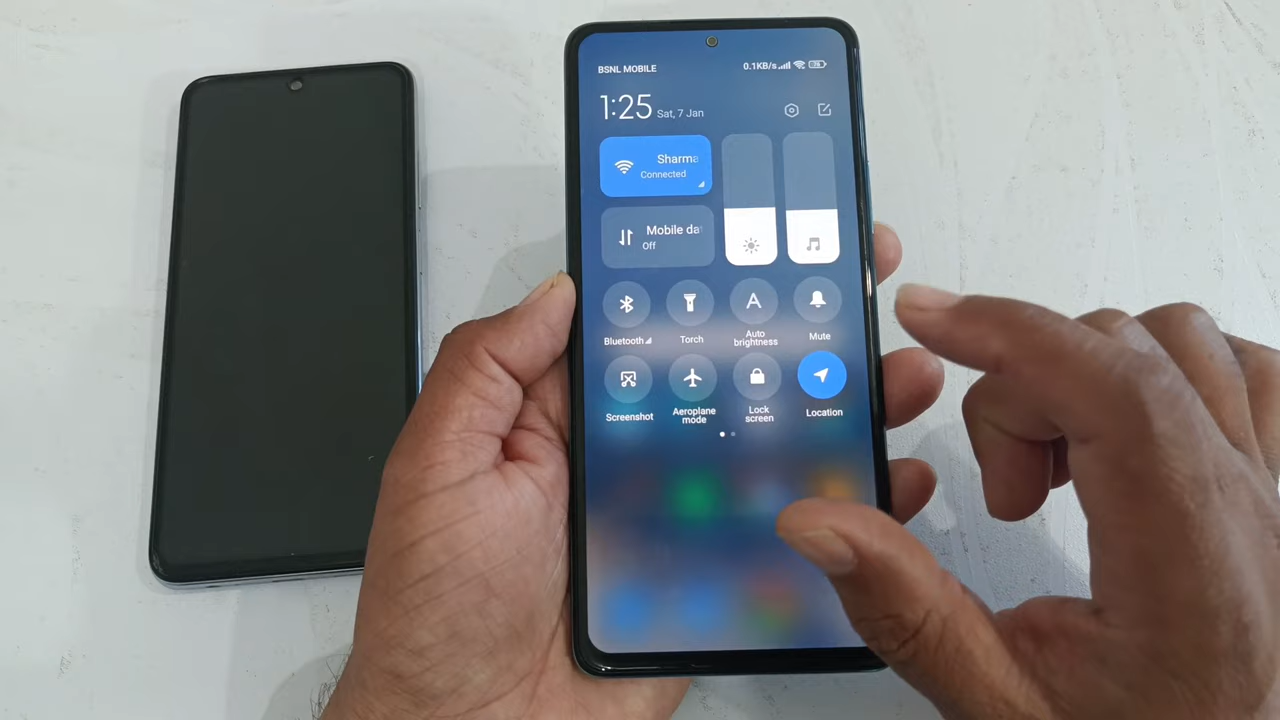 BSNL MOBILE
0.1KB/s
1:25 Sat, 7 Jan
Sharma
Connected
Mobile da
Off
Bluetooth
Torch
A
Auto
brightness
Mute
Screenshot
Aeroplane
mode
Lock
screen
Location